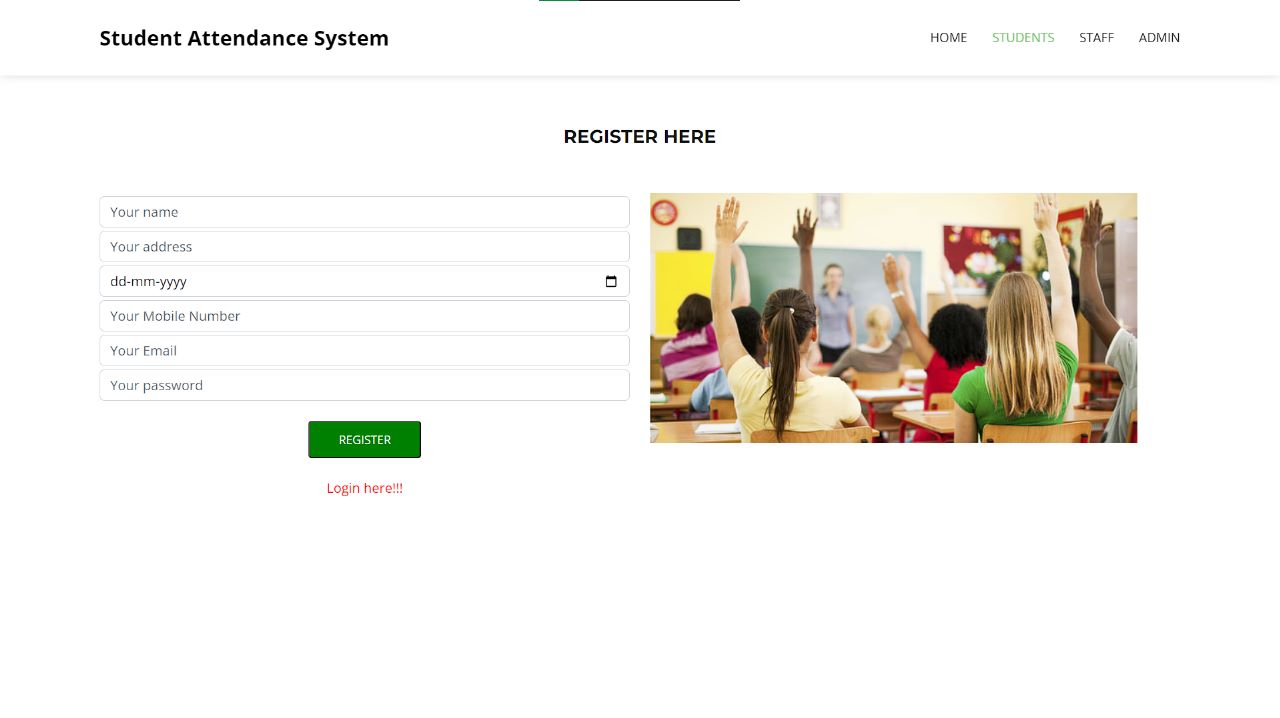 Student Attendance System
HOME STUDENTS STAFF ADMIN
REGISTER HERE
Your name
Your address
dd-mm-yyyy
Your Mobile Number
Your Email
Your password
REGISTER
Login here!!!